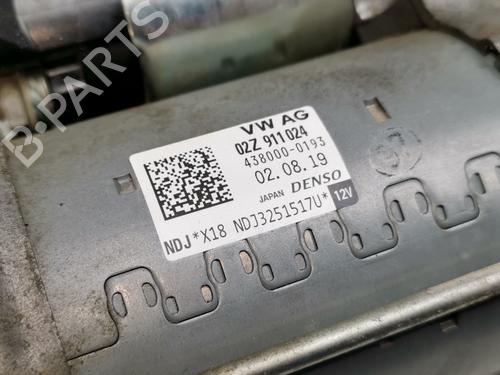 VW AG
02Z 911 024
438000-0193
02.08.19
JAPAN DENSO
NDJ*X18 NDJ3251517U* 12V
B-PARTS